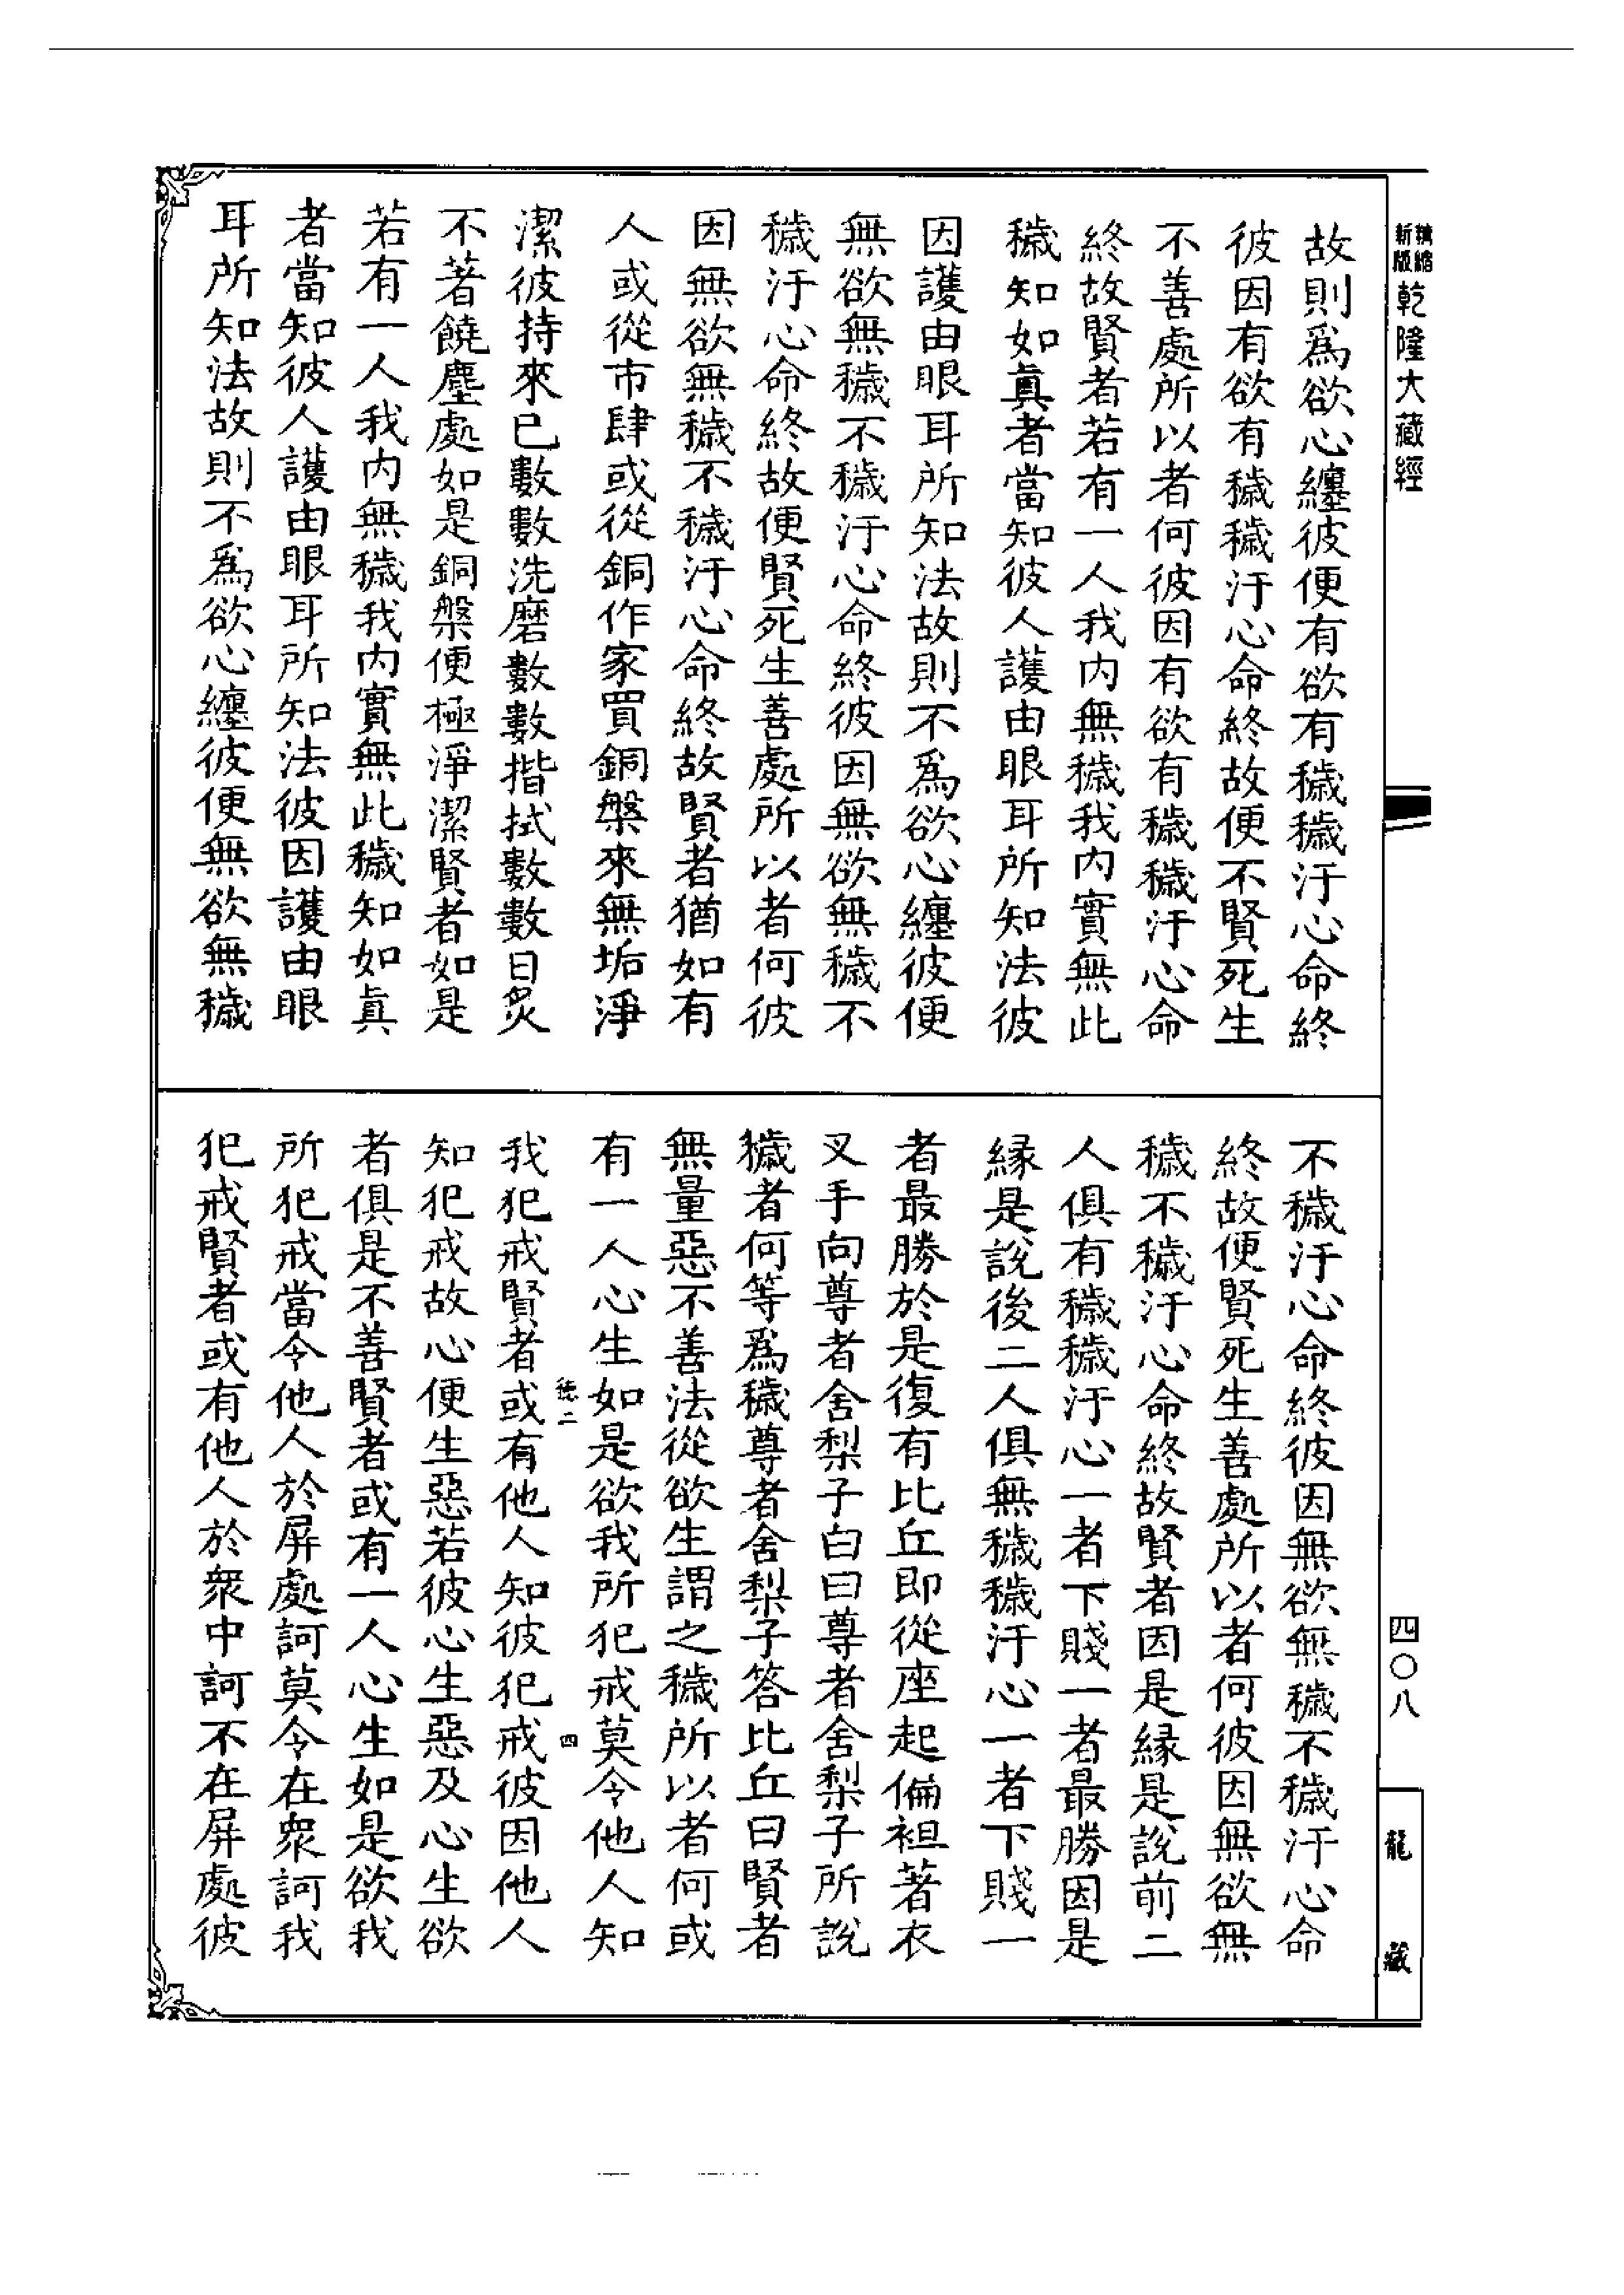 精縮新版乾隆大藏經
故則爲欲心纏彼便有欲有穢穢汙心命終
彼因有欲有穢穢汙心命終故便不賢死生
不善處所以者何彼因有欲有穢穢汙心命
終故賢者若有一人我内無穢我内實無此
穢知如眞者當知彼人護由眼耳所知法彼
因護由眼耳所知法故則不爲欲心纏彼便
無欲無穢不穢汙心命終彼因無欲無穢不
穢汙心命終故便賢死生善處所以者何彼
因無欲無穢不穢汙心命終故賢者猶如有
人或從市肆或從銅作家買銅槃來無垢淨
潔彼持來已數數洗磨數數揩拭數數日炙
不著饒塵處如是銅槃便極淨潔賢者如是
若有一人我内無穢我内實無此穢知如眞
者當知彼人護由眼耳所知法彼因護由眼
耳所知法故則不爲欲心纏彼便無欲無穢
不穢汙心命終彼因無欲無穢不穢汙心命
終故便賢死生善處所以者何彼因無欲無
穢不穢汙心命終故賢者因是緣是說前二
人俱有穢穢汙心一者下賤一者最勝因是
緣是說後二人俱無穢穢汙心一者下賤一
者最勝於是復有比丘即從座起偏袒著衣
叉手向尊者舍梨子白曰尊者舍梨子所說
穢者何等爲穢尊者舍梨子答比丘曰賢者
無量惡不善法從欲生謂之穢所以者何或
有一人心生如是欲我所犯戒莫令他人知
德二 四
我犯戒賢者或有他人知彼犯戒彼因他人
知犯戒故心便生惡若彼心生惡及心生欲
者俱是不善賢者或有一人心生如是欲我
所犯戒當令他人於屏處訶莫令在衆訶我
犯戒賢者或有他人於衆中訶不在屏處彼
四〇八
龍藏